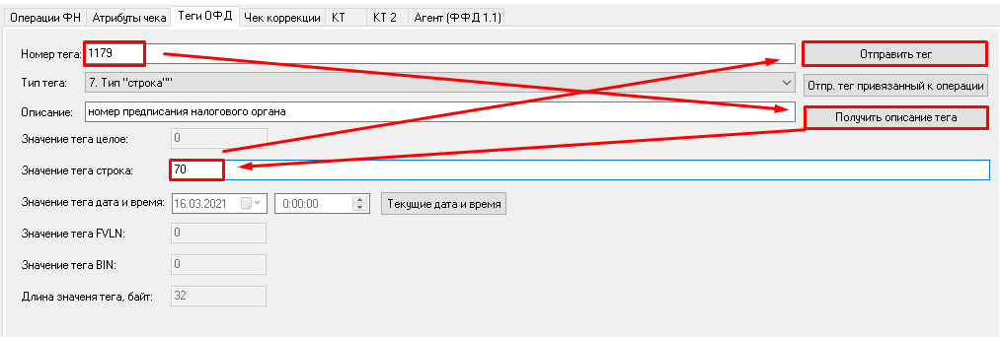 Операции ФН Атрибуты чека Теги ОФД Чек коррекции КТ КТ 2 Агент (ФФД 1.1)
Номер тега: 1179 Отправить тег
Тип тега: 7. Тип "строка"" Отпр. тег привязанный к операции
Описание: номер предписания налогового органа Получить описание тега
Значение тега целое: 0
Значение тега строка: 70
Значение тега дата и время: 16.03.2021 0:00:00 Текущие дата и время
Значение тега FVLN: 0
Значение тега BIN: 0
Длина значеня тега, байт: 32